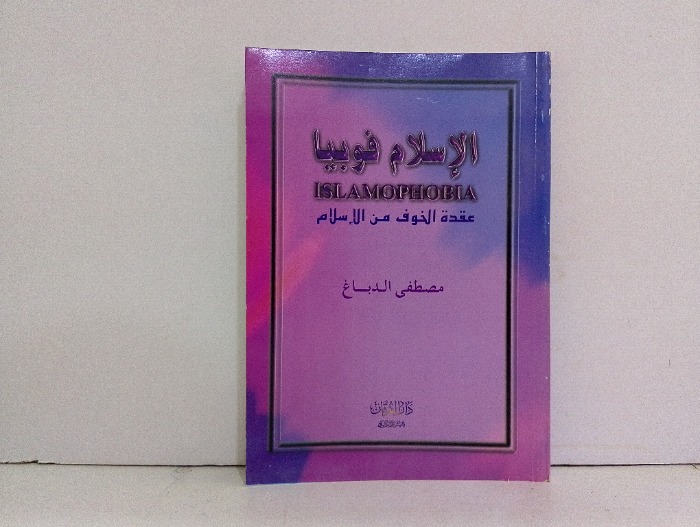 الإسلام فوبيا
ISLAMOPHOBIA
عقدة الخوف من الإسلام
مصطفى الدباغ